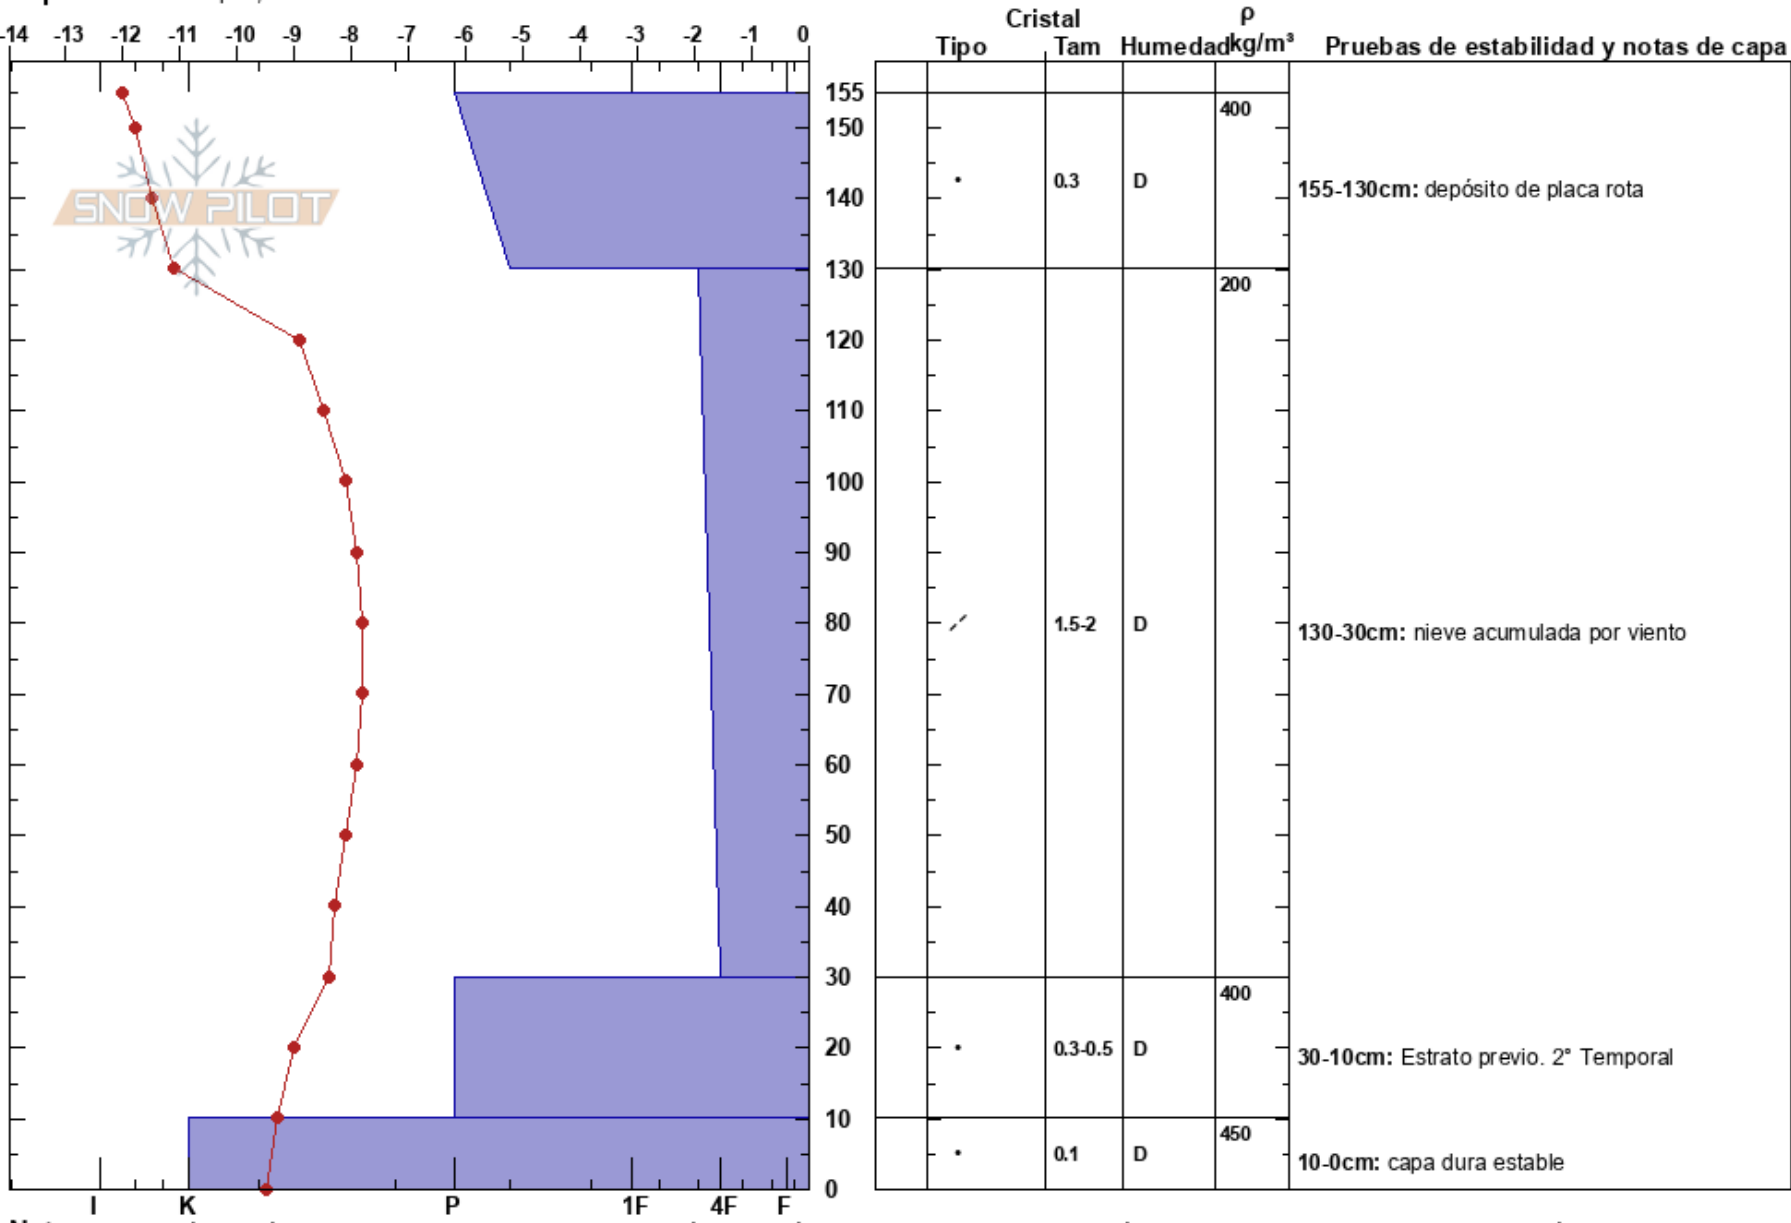 Cristal ρ
-14 -13 -12 -11 -10 -9 -8 -7 -6 -5 -4 -3 -2 -1 0 Tipo Tam Humedad kg/m³ Pruebas de estabilidad y notas de capa
155 400
150
SNOW PILOT
140 0.3 D 155-130cm: depósito de placa rota
130 200
120
110
100
90
80 1.5-2 D 130-30cm: nieve acumulada por viento
70
60
50
40
30 400
20 0.3-0.5 D 30-10cm: Estrato previo. 2° Temporal
10 450
0.1 D 10-0cm: capa dura estable
0
I K P 1F 4F F